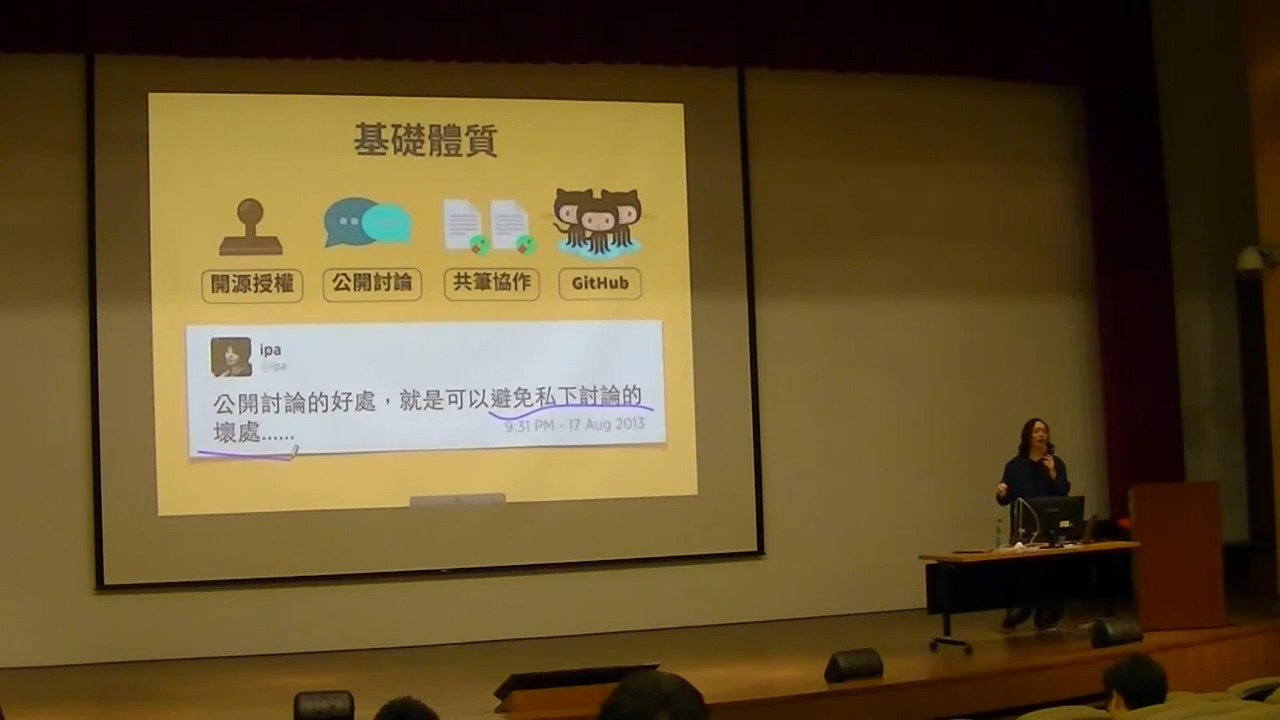 基礎體質
開源授權
公開討論
共筆協作
GitHub
ipa
@ipa
公開討論的好處，就是可以避免私下討論的
壞處......
9:31 PM - 17 Aug 2013